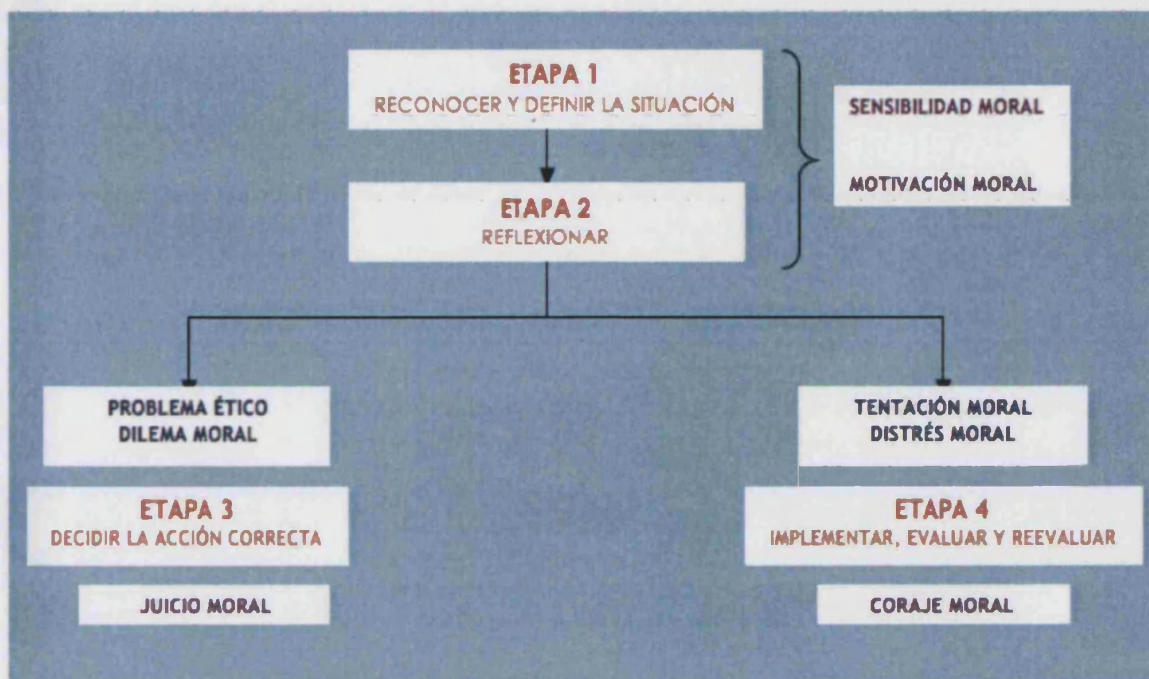 ETAPA 1
RECONOCER Y DEFINIR LA SITUACIÓN
SENSIBILIDAD MORAL
MOTIVACIÓN MORAL
ETAPA 2
REFLEXIONAR
PROBLEMA ÉTICO
DILEMA MORAL
TENTACIÓN MORAL
DISTRÉS MORAL
ETAPA 3
DECIDIR LA ACCIÓN CORRECTA
ETAPA 4
IMPLEMENTAR, EVALUAR Y REEVALUAR
JUICIO MORAL
CORAJE MORAL